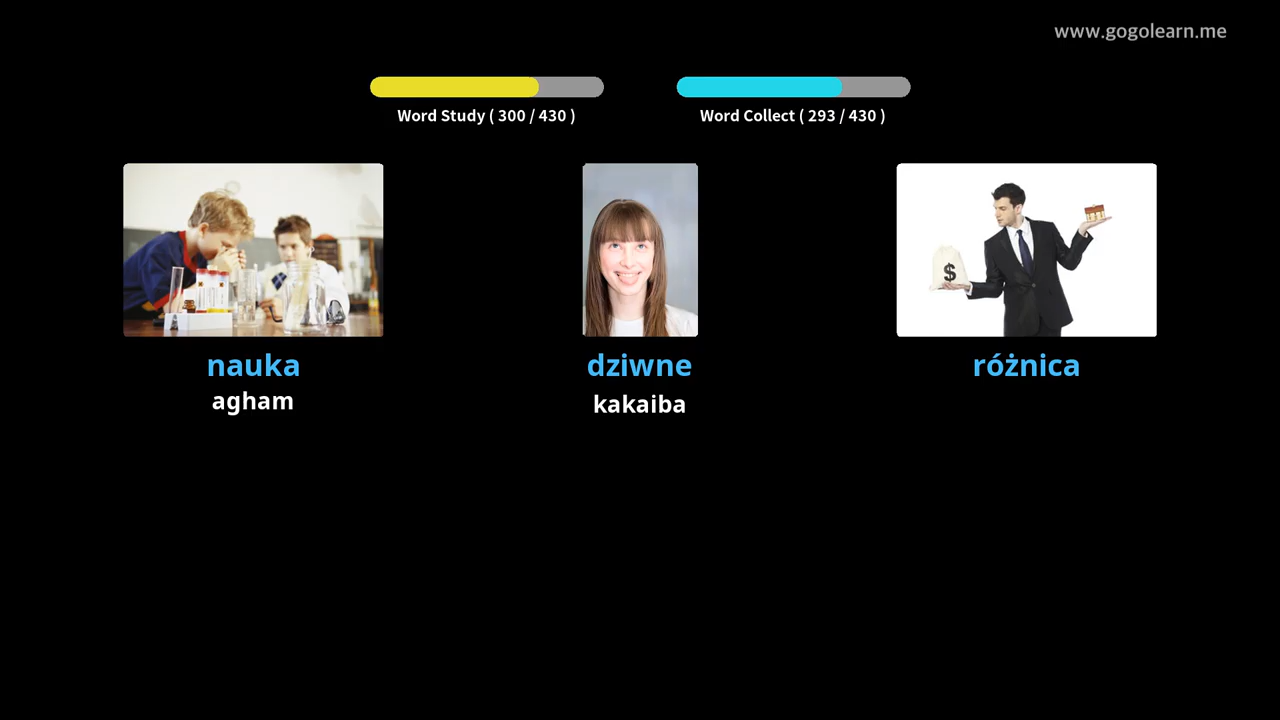 www.gogolearn.me
Word Study ( 300 / 430 )
Word Collect ( 293 / 430 )
nauka
agham
dziwne
kakaiba
różnica
$